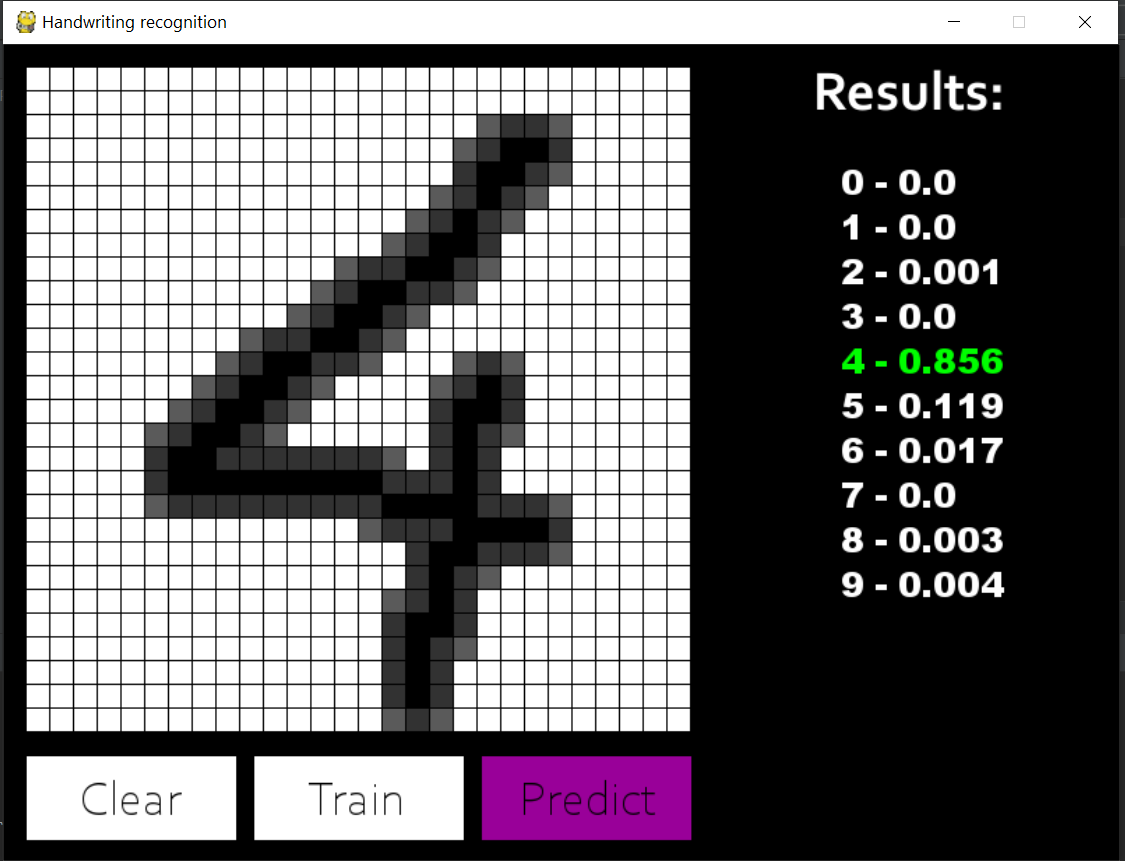 Handwriting recognition
4
Results:
0 - 0.0
1 - 0.0
2 - 0.001
3 - 0.0
4 - 0.856
5 - 0.119
6 - 0.017
7 - 0.0
8 - 0.003
9 - 0.004
Clear
Train
Predict